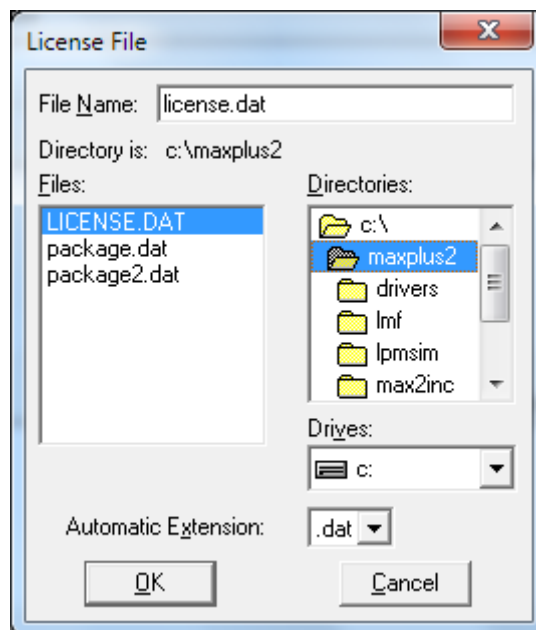 License File
File Name: license.dat
Directory is: c:\maxplus2
Files:
LICENSE.DAT
package.dat
package2.dat
Directories:
c:\
maxplus2
drivers
lmf
lpmsim
max2inc
Drives:
c:
Automatic Extension: .dat
OK
Cancel